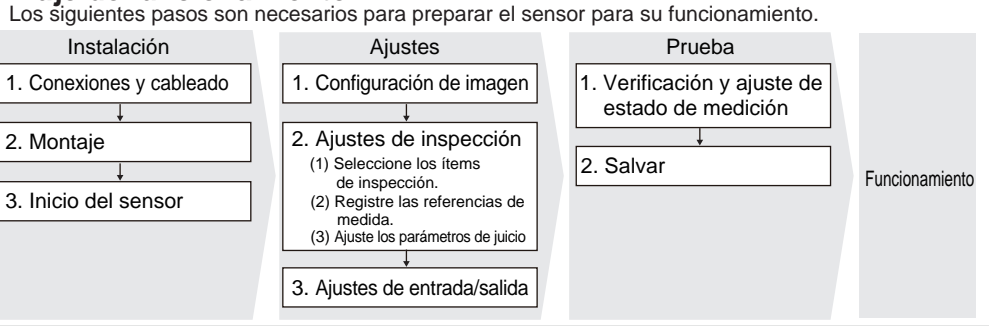 Los siguientes pasos son necesarios para preparar el sensor para su funcionamiento.
Instalación
1. Conexiones y cableado
2. Montaje
3. Inicio del sensor
Ajustes
1. Configuración de imagen
2. Ajustes de inspección
(1) Seleccione los ítems
de inspección.
(2) Registre las referencias de
medida.
(3) Ajuste los parámetros de juicio
3. Ajustes de entrada/salida
Prueba
1. Verificación y ajuste de
estado de medición
2. Salvar
Funcionamiento